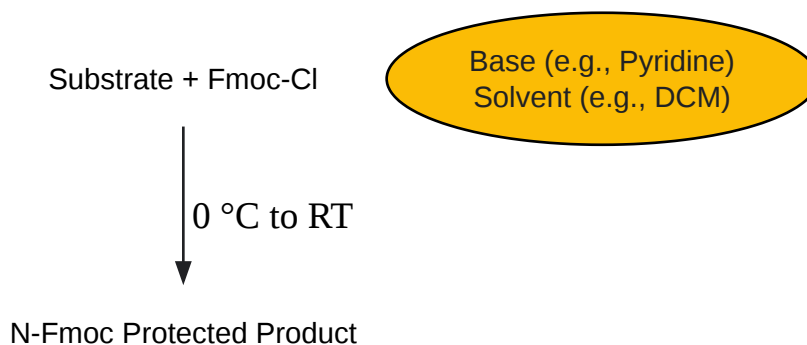 Substrate + Fmoc-Cl
Base (e.g., Pyridine)
Solvent (e.g., DCM)
0 °C to RT
N-Fmoc Protected Product